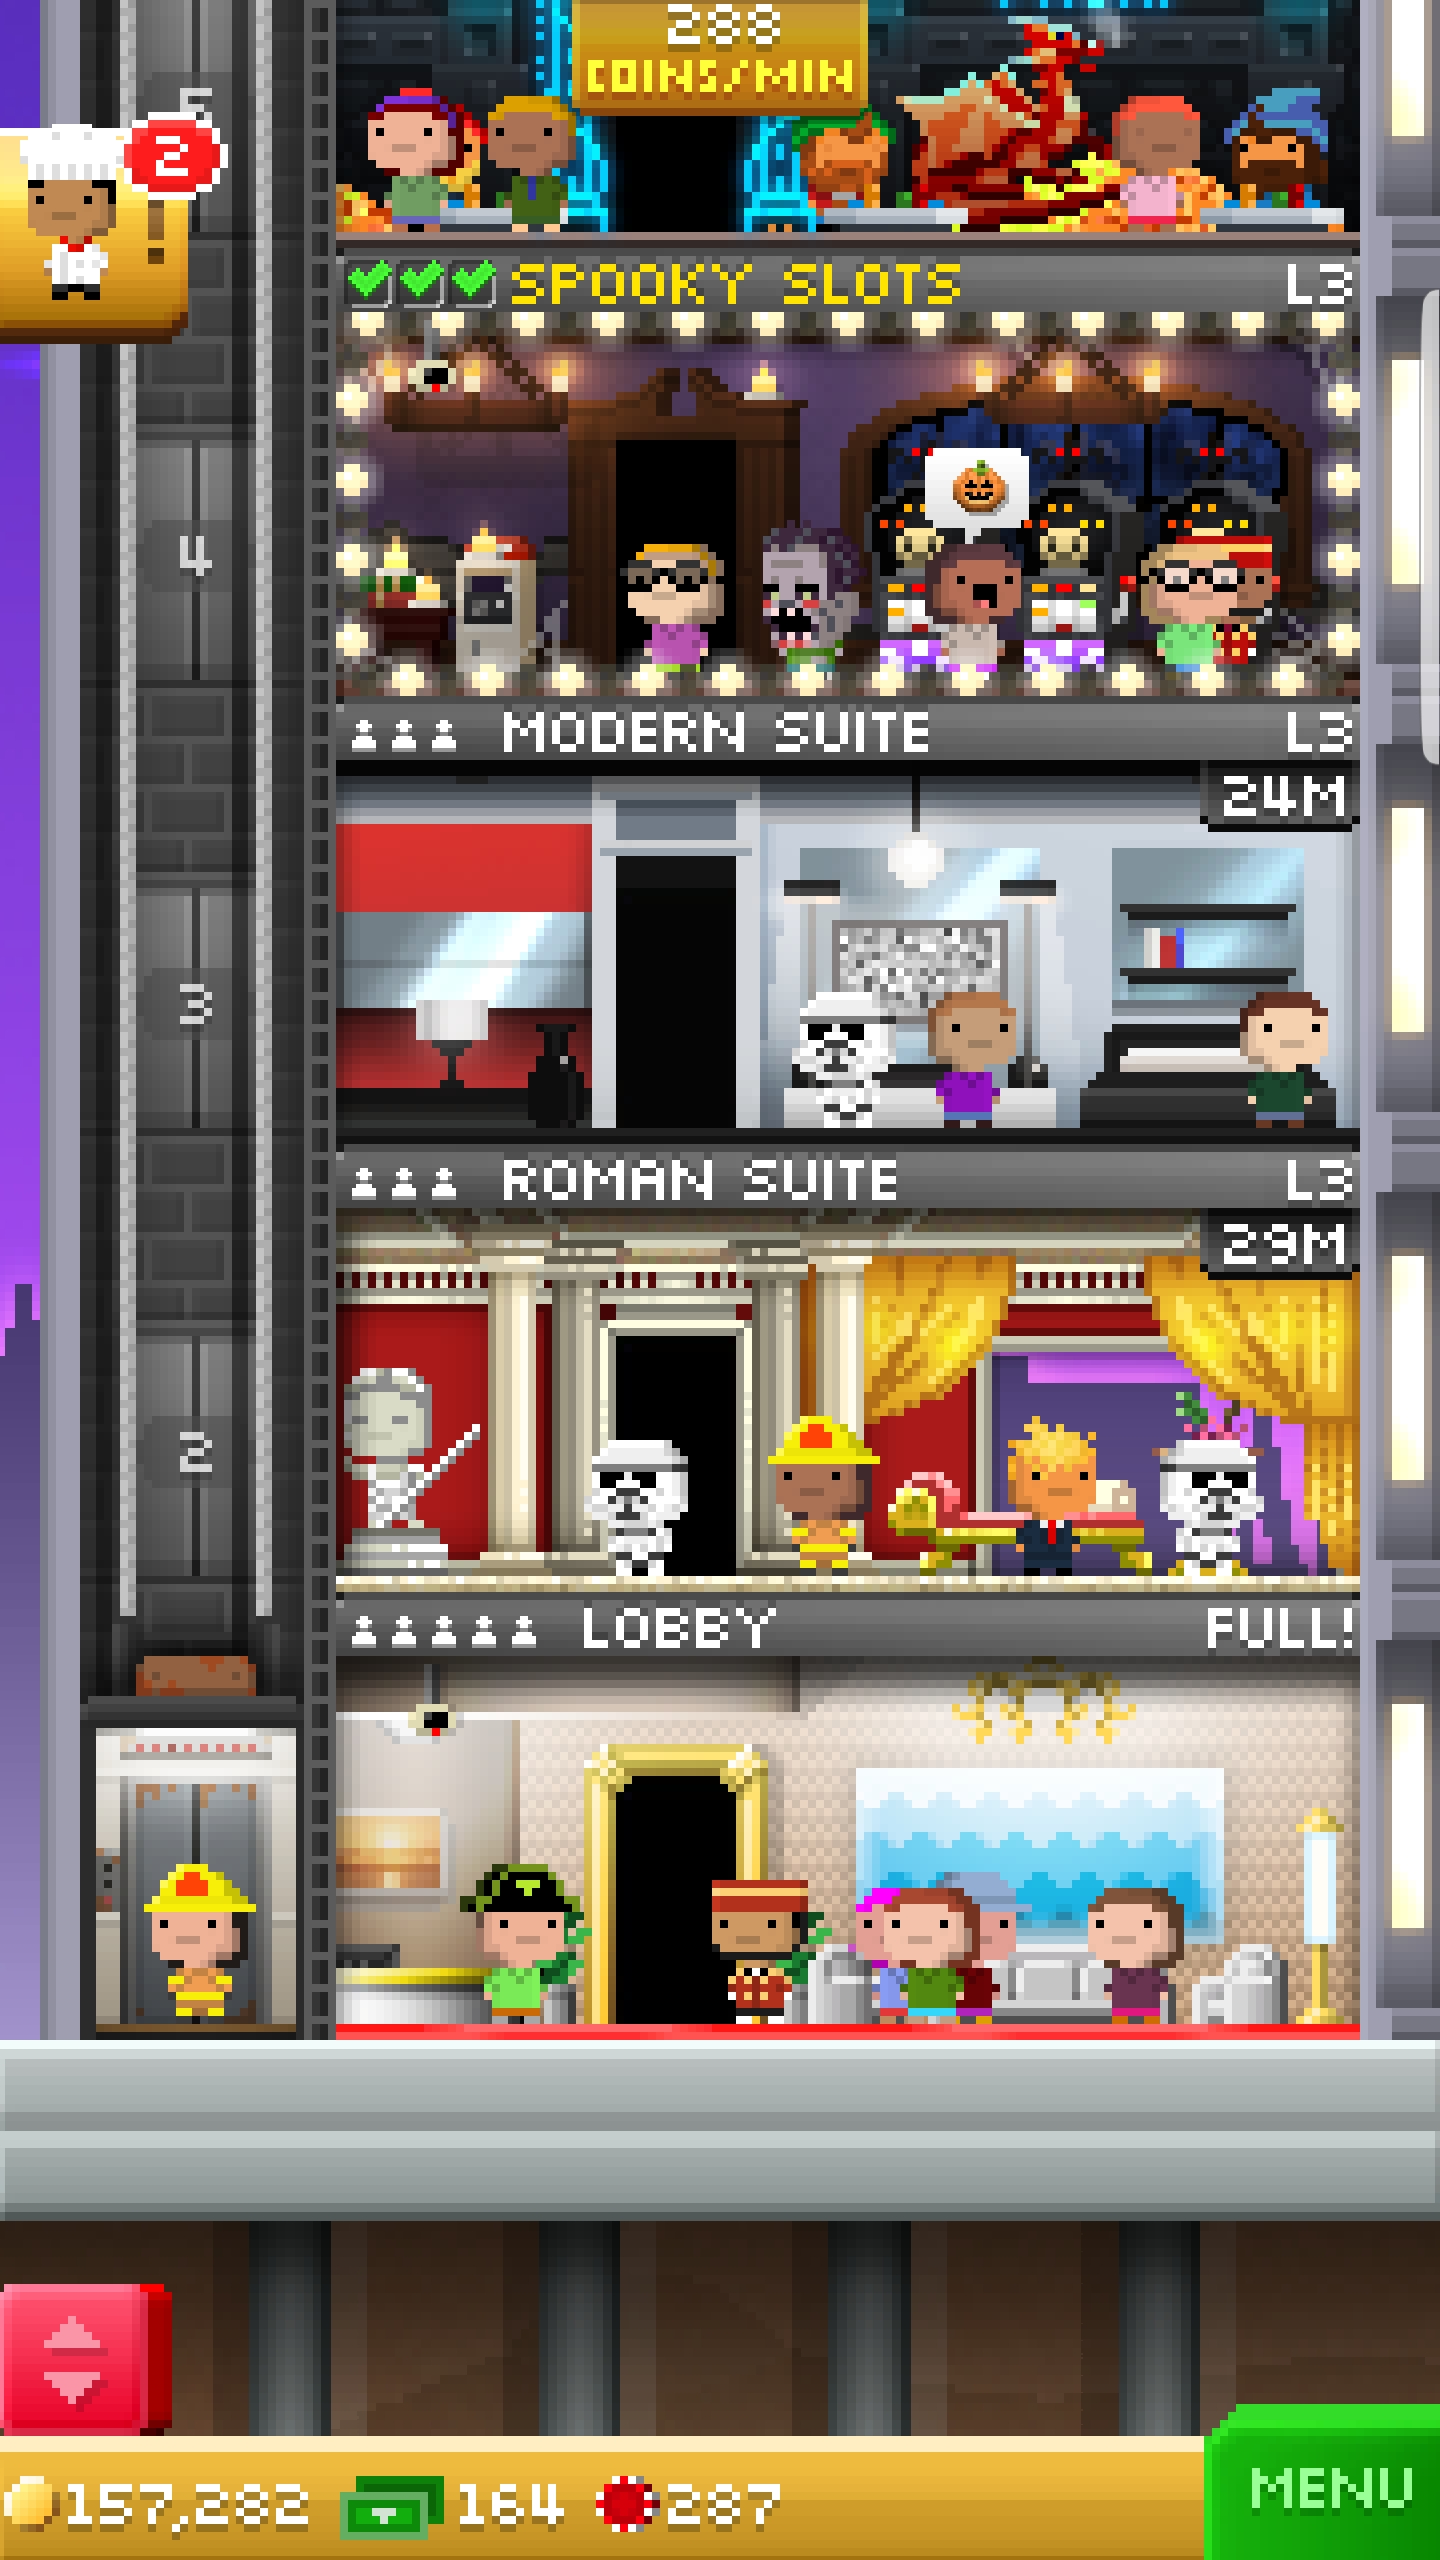 288
COINS/MIN
5
2
SPOOKY SLOTS L3
4
MODERN SUITE L3
24M
3
ROMAN SUITE L3
29M
2
LOBBY FULL!
157,282 164 287
MENU